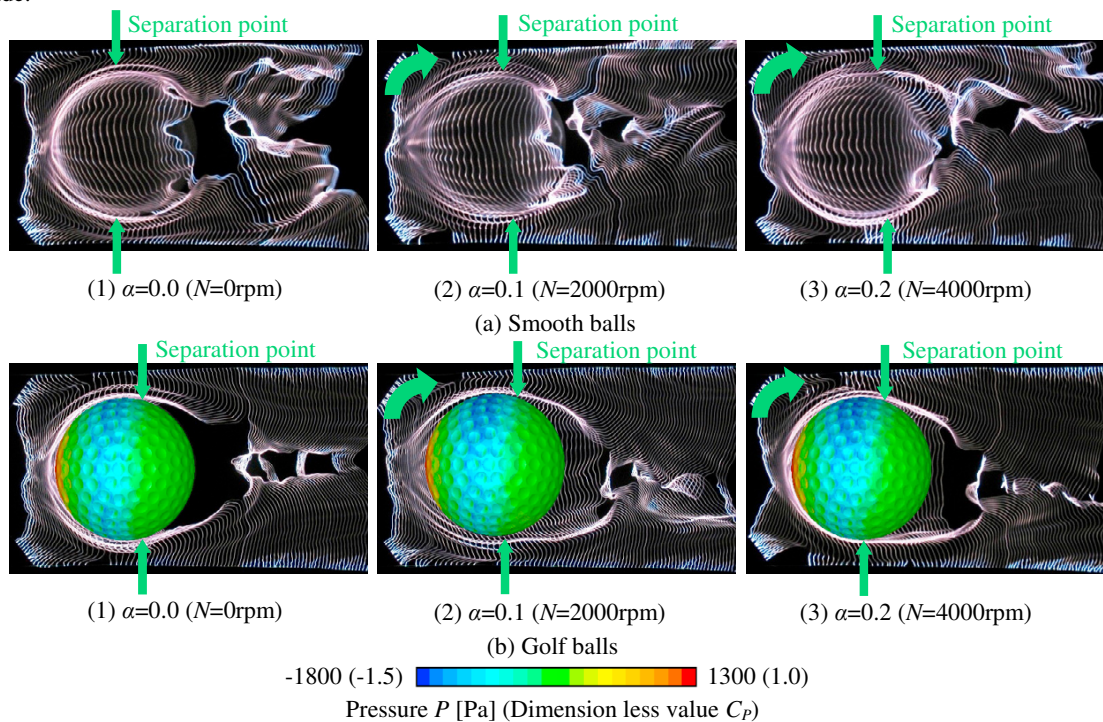 Separation point Separation point Separation point
(1) α=0.0 (N=0rpm) (2) α=0.1 (N=2000rpm) (3) α=0.2 (N=4000rpm)
(a) Smooth balls
Separation point Separation point Separation point
(1) α=0.0 (N=0rpm) (2) α=0.1 (N=2000rpm) (3) α=0.2 (N=4000rpm)
(b) Golf balls
-1800 (-1.5) 1300 (1.0)
Pressure P [Pa] (Dimension less value CP)